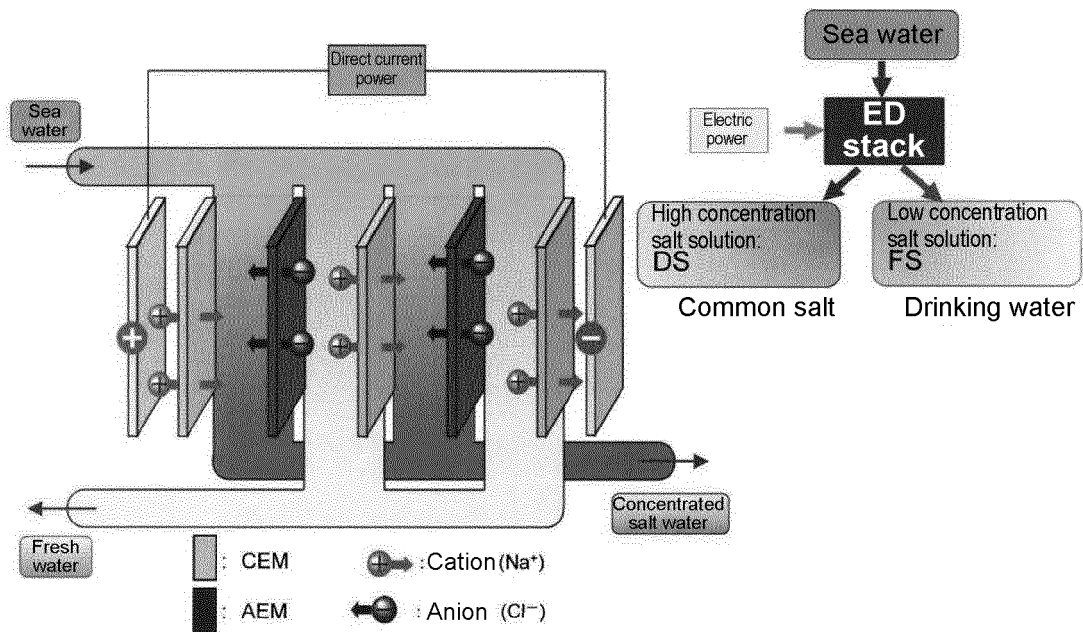 Direct current
power
Sea
water
+
−
Fresh
water
Concentrated
salt water
: CEM
: AEM
: Cation (Na⁺)
: Anion (Cl⁻)
Sea water
Electric
power
ED
stack
High concentration
salt solution:
DS
Low concentration
salt solution:
FS
Common salt
Drinking water